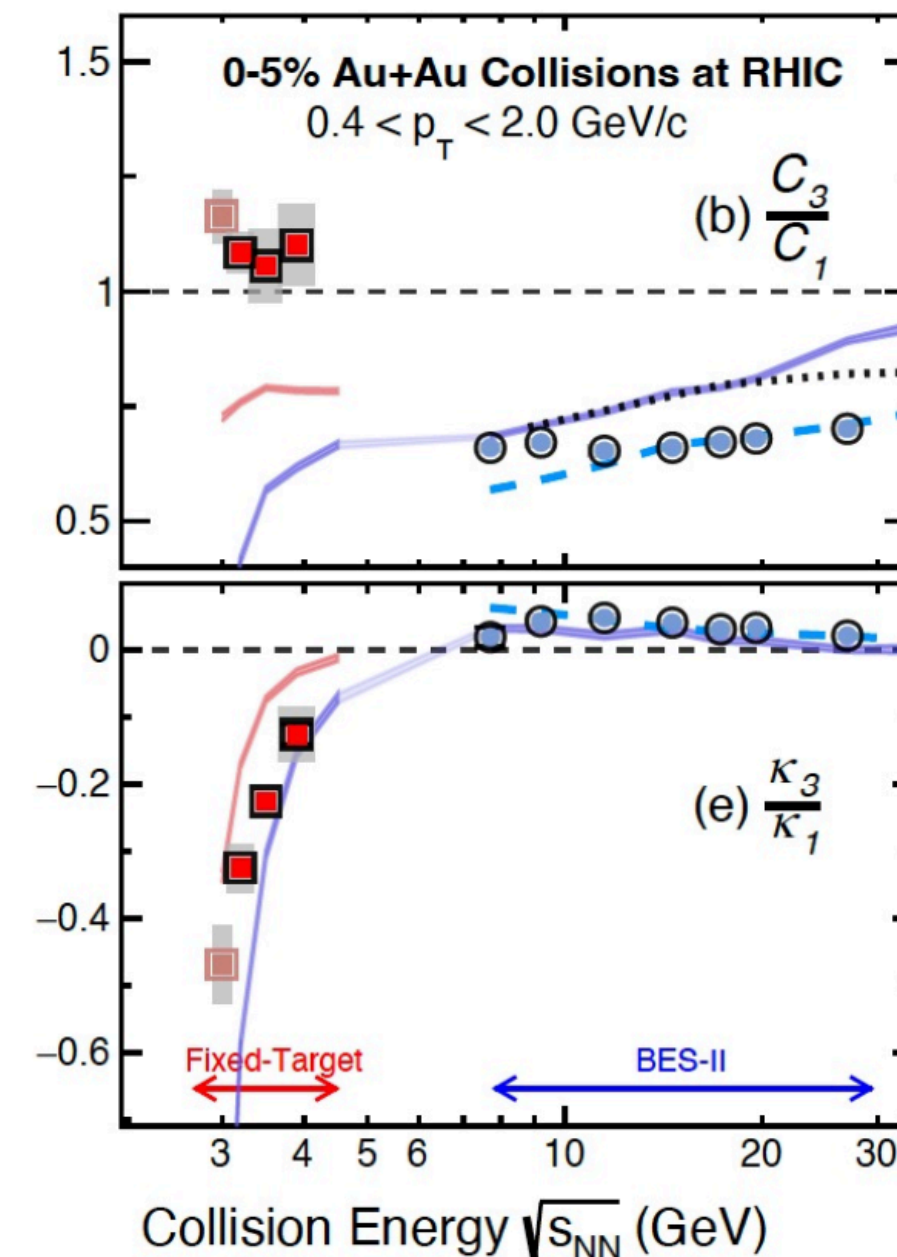 1.5
0-5% Au+Au Collisions at RHIC
0.4 < p_T < 2.0 GeV/c
(b) C_3 / C_1
1
0.5
0
−0.2
(e) κ_3 / κ_1
−0.4
−0.6
Fixed-Target BES-II
3 4 5 6 10 20 30
Collision Energy √s_NN (GeV)